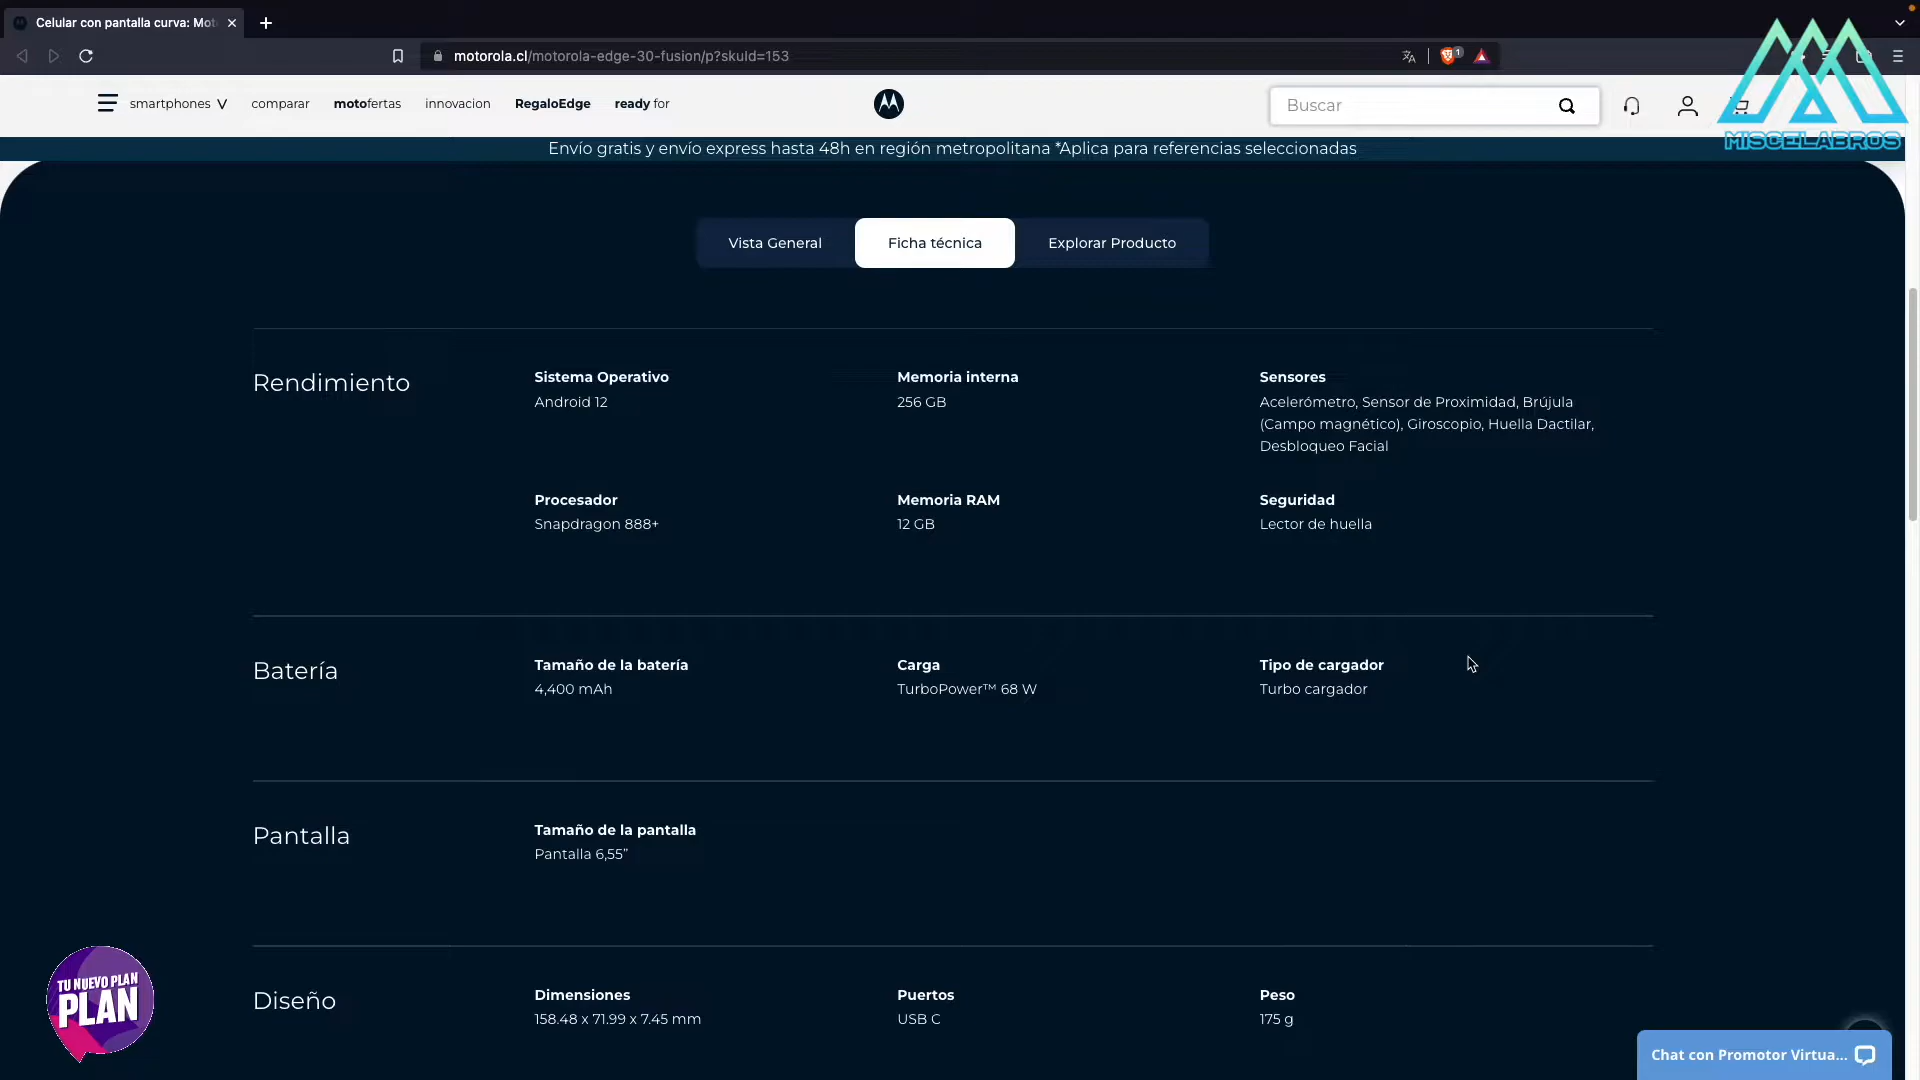 Celular con pantalla curva: Mot
motorola.cl/motorola-edge-30-fusion/p?skuId=153
1
smartphones V comparar motofertas innovacion RegaloEdge ready for
Buscar
MISCELABROS
Envío gratis y envío express hasta 48h en región metropolitana *Aplica para referencias seleccionadas
Vista General Ficha técnica Explorar Producto
Rendimiento
Sistema Operativo
Android 12
Memoria interna
256 GB
Sensores
Acelerómetro, Sensor de Proximidad, Brújula
(Campo magnético), Giroscopio, Huella Dactilar,
Desbloqueo Facial
Procesador
Snapdragon 888+
Memoria RAM
12 GB
Seguridad
Lector de huella
Batería
Tamaño de la batería
4,400 mAh
Carga
TurboPower™ 68 W
Tipo de cargador
Turbo cargador
Pantalla
Tamaño de la pantalla
Pantalla 6,55”
Diseño
Dimensiones
158.48 x 71.99 x 7.45 mm
Puertos
USB C
Peso
175 g
TU NUEVO PLAN
PLAN
Chat con Promotor Virtua...